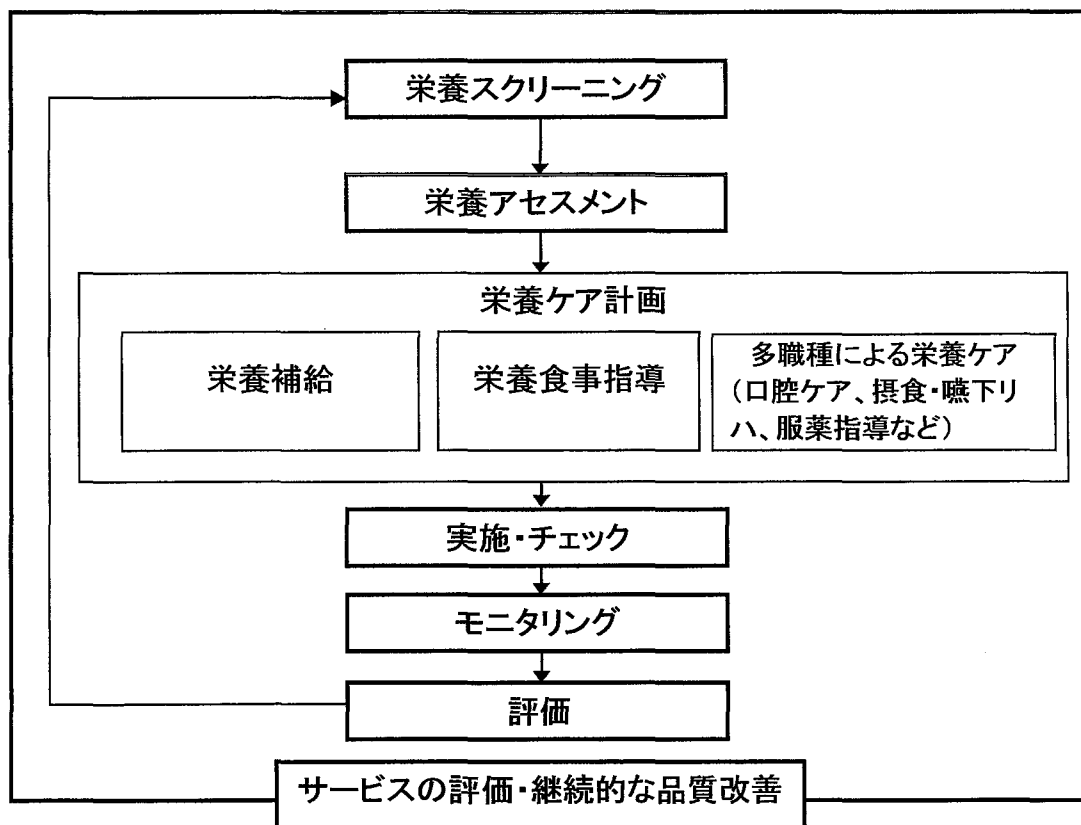 栄養スクリーニング
栄養アセスメント
栄養ケア計画
栄養補給
栄養食事指導
多職種による栄養ケア
(口腔ケア、摂食・嚥下リ
ハ、服薬指導など)
実施・チェック
モニタリング
評価
サービスの評価・継続的な品質改善